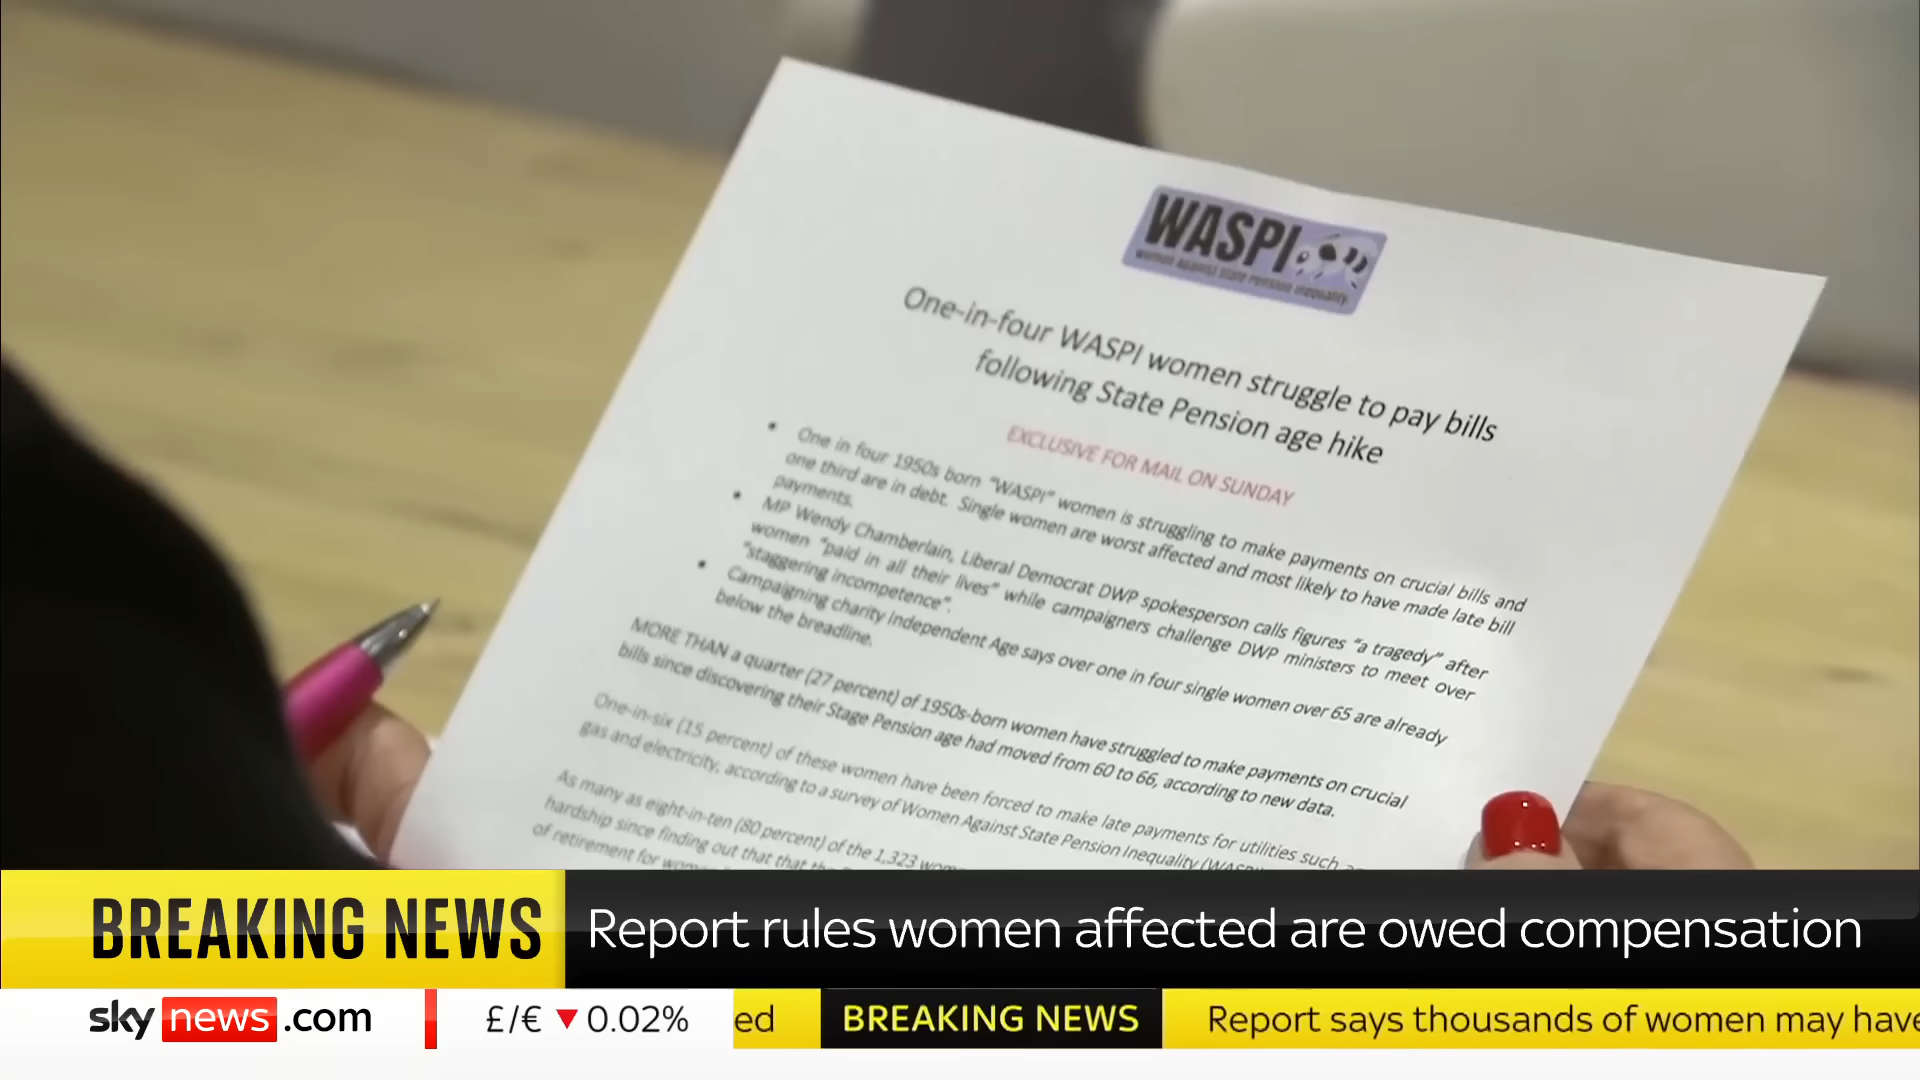 WASPI
Women Against State Pension Inequality
One-in-four WASPI women struggle to pay bills
following State Pension age hike
EXCLUSIVE FOR MAIL ON SUNDAY
• One in four 1950s born “WASPI” women is struggling to make payments on crucial bills and
one third are in debt. Single women are worst affected and most likely to have made late bill
payments.
• MP Wendy Chamberlain, Liberal Democrat DWP spokesperson calls figures “a tragedy” after
women “paid in all their lives” while campaigners challenge DWP ministers to meet over
“staggering incompetence”.
• Campaigning charity Independent Age says over one in four single women over 65 are already
below the breadline.
MORE THAN a quarter (27 percent) of 1950s-born women have struggled to make payments on crucial
bills since discovering their Stage Pension age had moved from 60 to 66, according to new data.
One-in-six (15 percent) of these women have been forced to make late payments for utilities such
gas and electricity, according to a survey of Women Against State Pension Inequality
As many as eight-in-ten (80 percent) of the 1,323
hardship since finding out that that
of retirement for
BREAKING NEWS
Report rules women affected are owed compensation
sky news .com
£/€ ▼ 0.02%
ed
BREAKING NEWS
Report says thousands of women may have